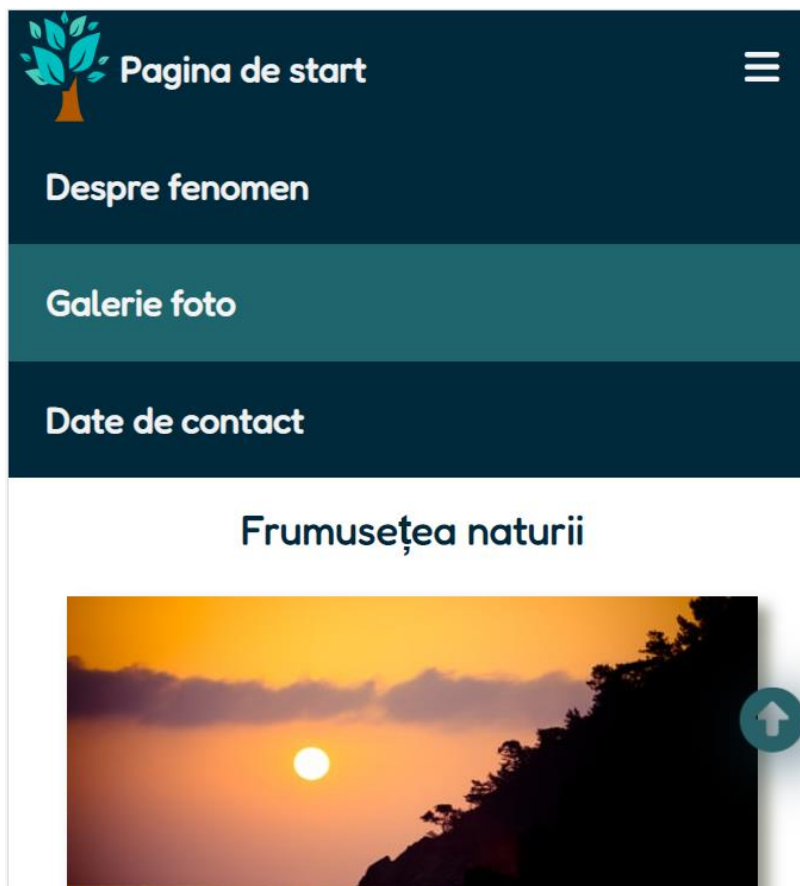 Pagina de start
Despre fenomen
Galerie foto
Date de contact
Frumusețea naturii